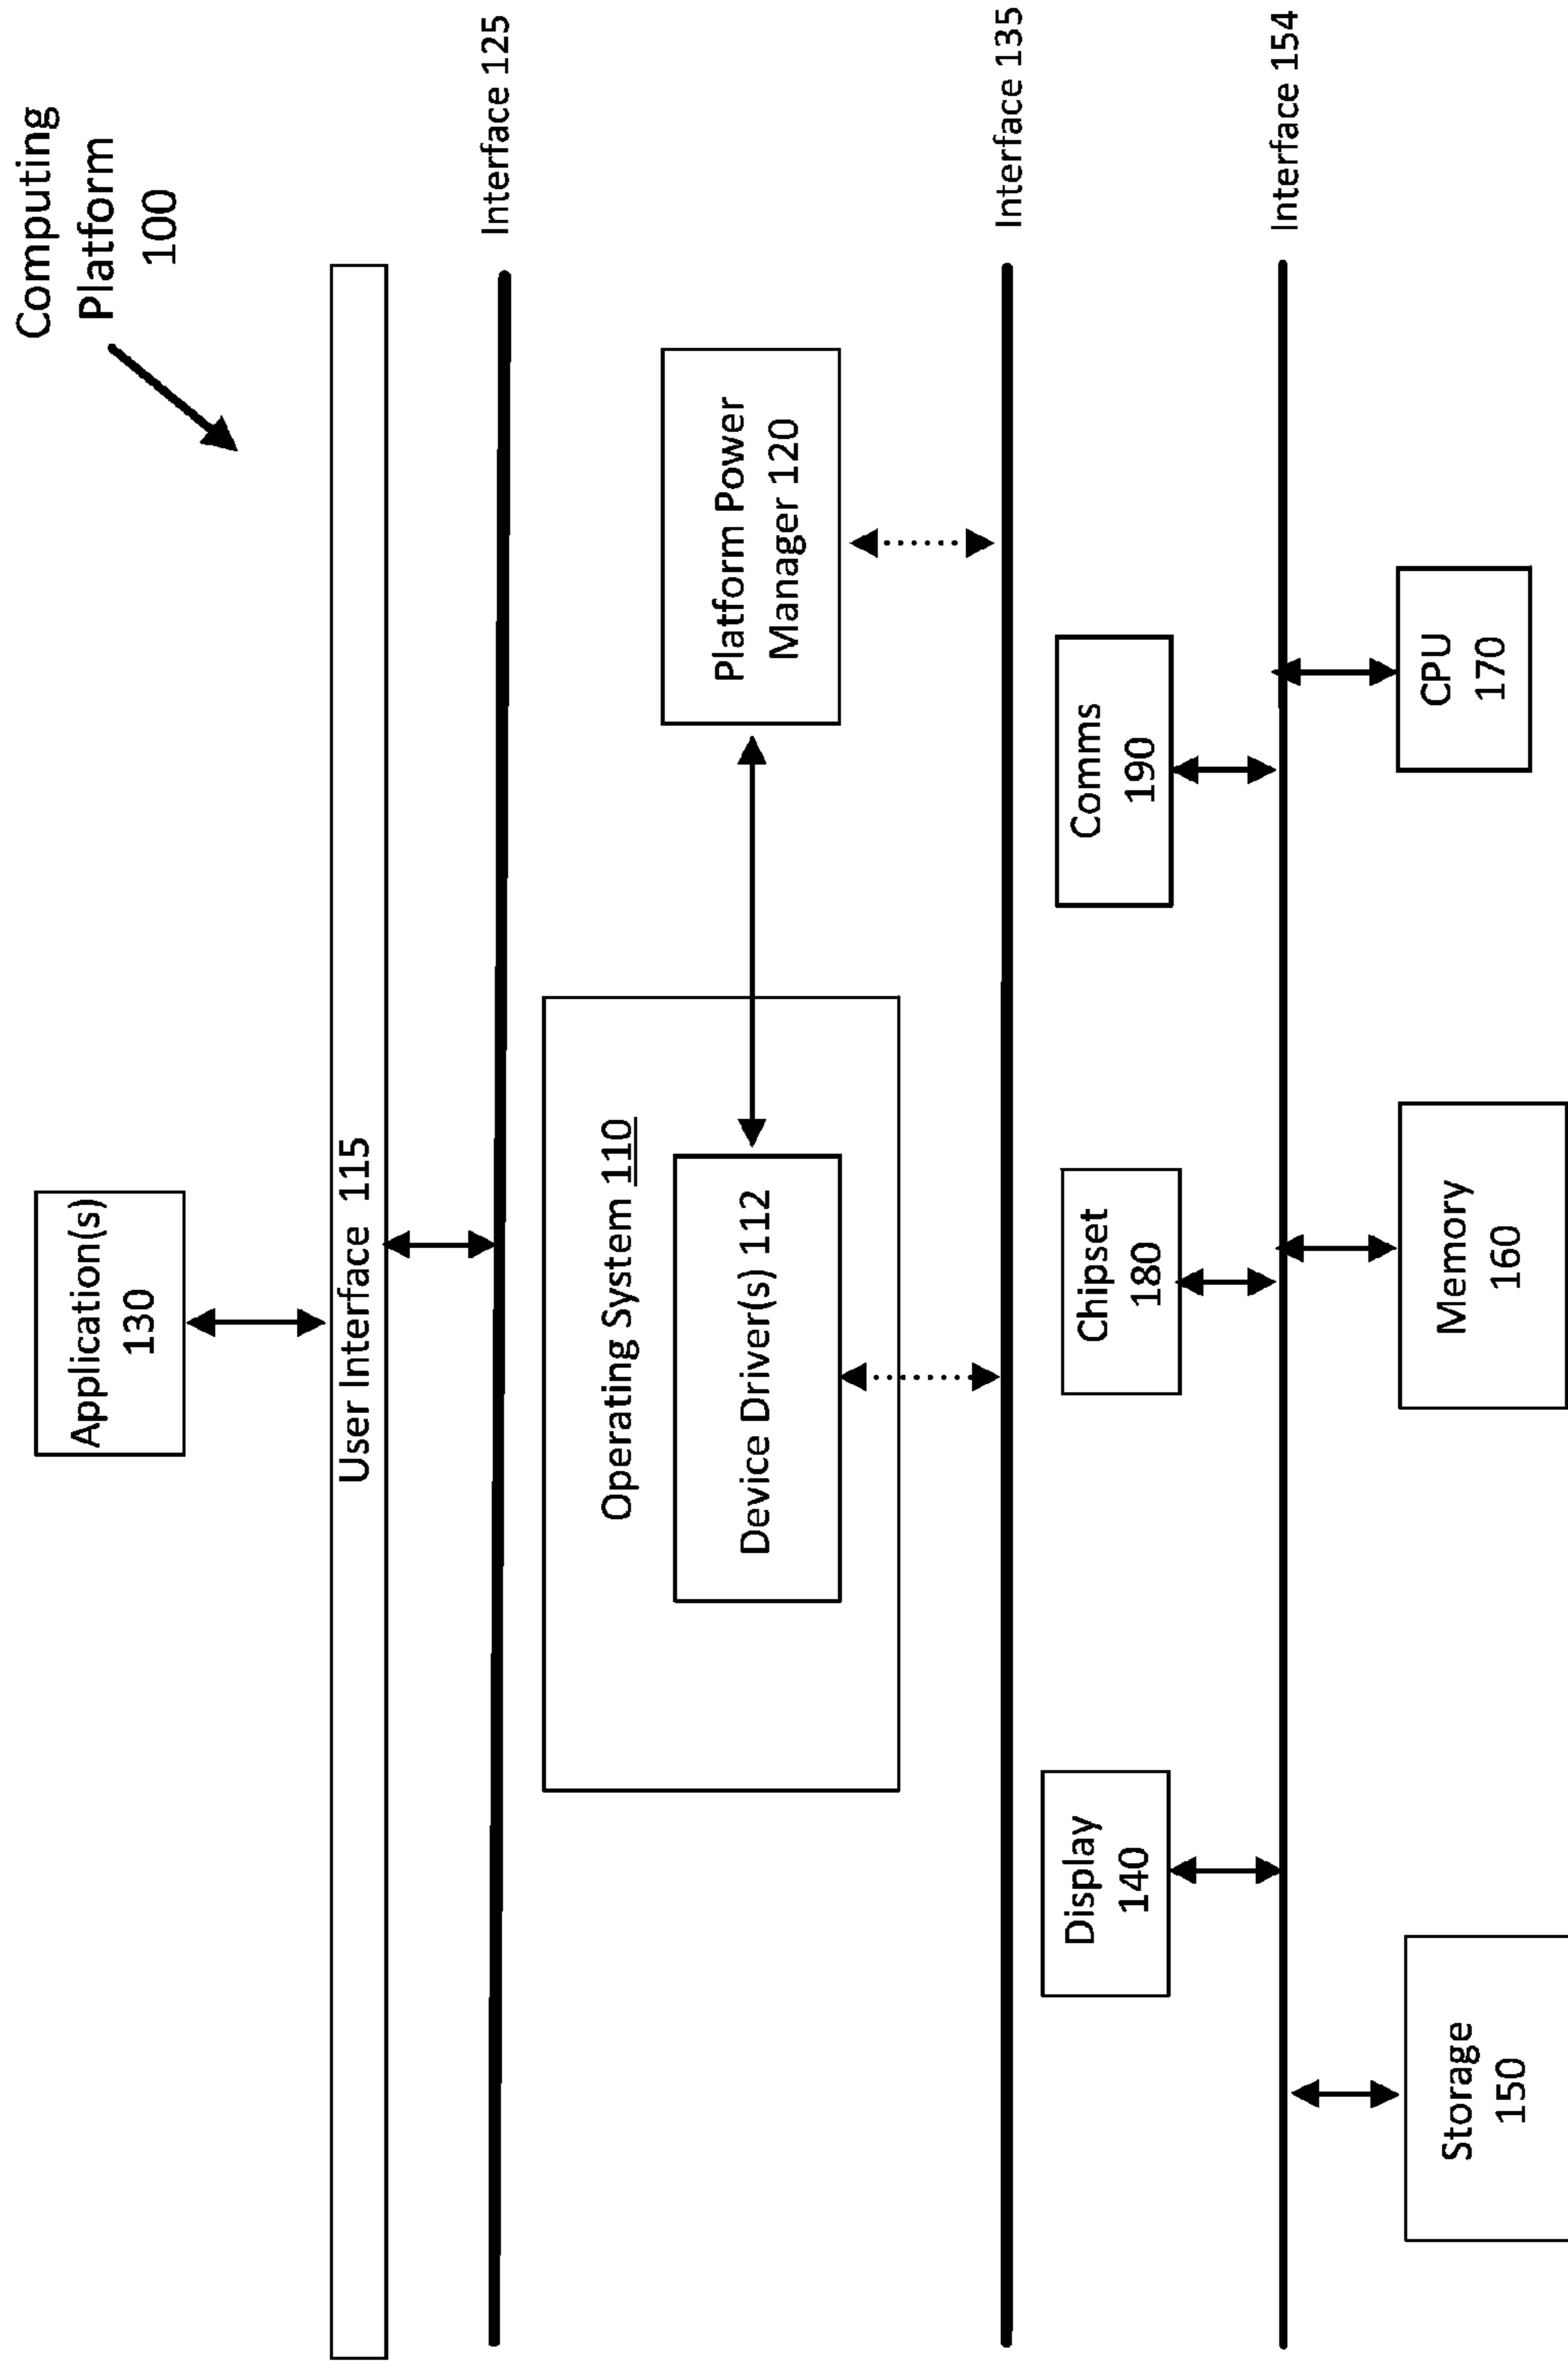 Computing
Platform
100
Application(s)
130
User Interface 115
Interface 125
Operating System 110
Device Driver(s) 112
Platform Power
Manager 120
Interface 135
Display
140
Chipset
180
Comms
190
Interface 154
Storage
150
Memory
160
CPU
170